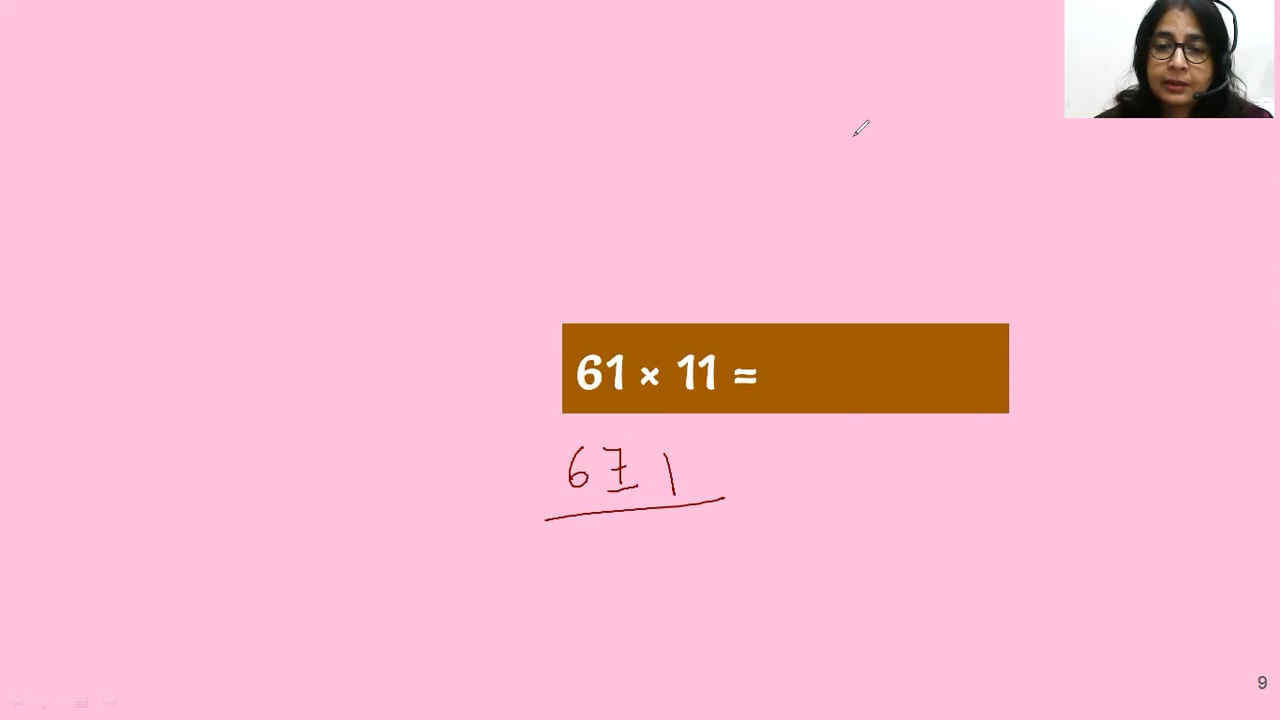 61 × 11 =
671
9